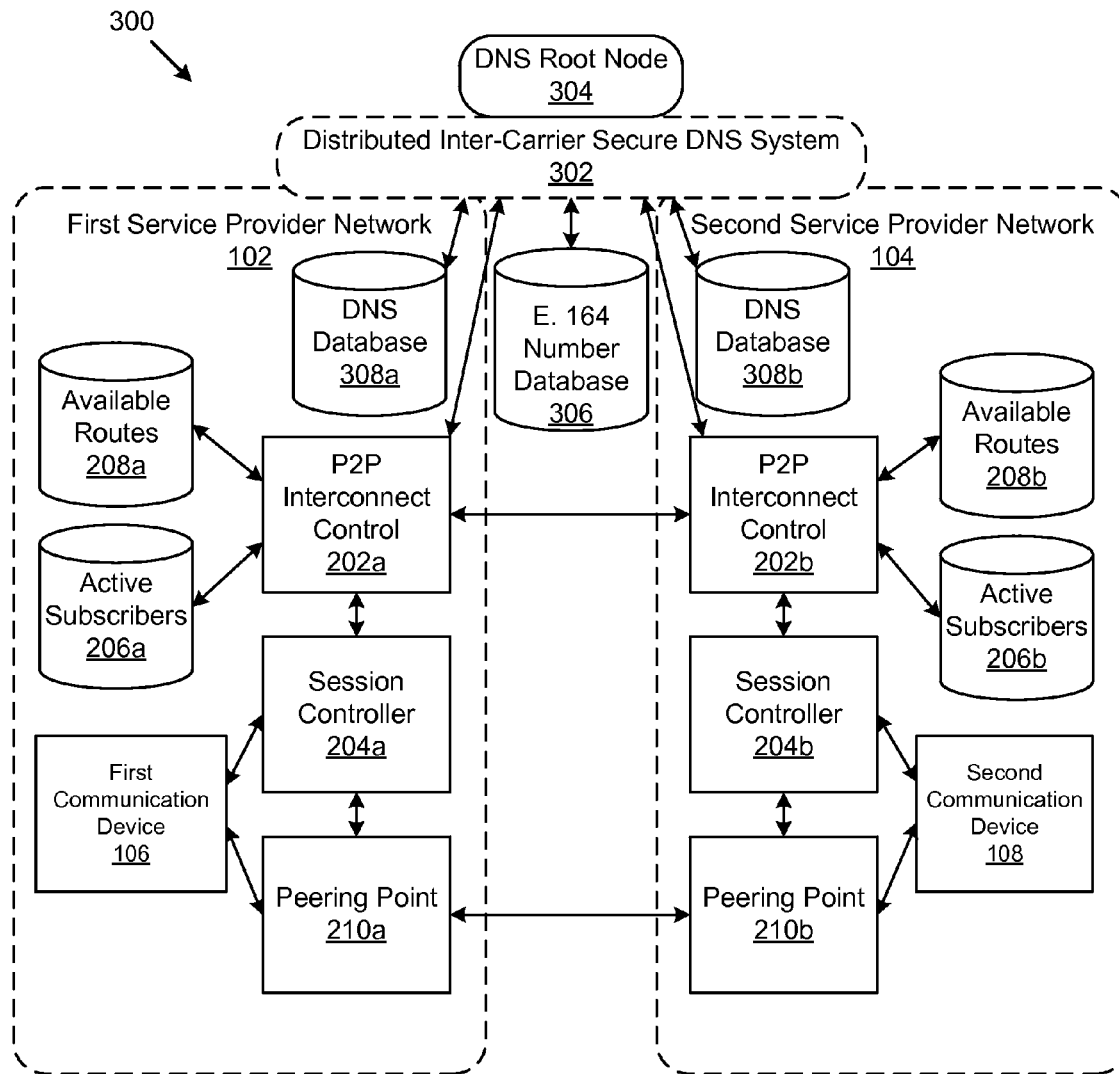 300
DNS Root Node
304
Distributed Inter-Carrier Secure DNS System
302
First Service Provider Network
102
Second Service Provider Network
104
DNS
Database
308a
E. 164
Number
Database
306
DNS
Database
308b
Available
Routes
208a
Available
Routes
208b
P2P
Interconnect
Control
202a
P2P
Interconnect
Control
202b
Active
Subscribers
206a
Active
Subscribers
206b
Session
Controller
204a
Session
Controller
204b
First
Communication
Device
106
Second
Communication
Device
108
Peering Point
210a
Peering Point
210b